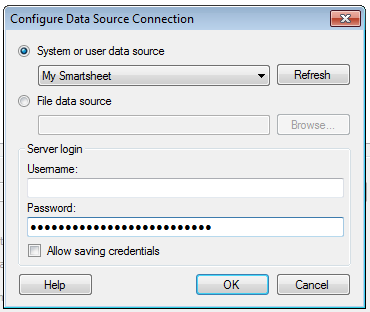 Configure Data Source Connection
System or user data source
My Smartsheet
Refresh
File data source
Browse...
Server login
Username:
Password:
●●●●●●●●●●●●●●●●●●●●●●●●●●
Allow saving credentials
Help
OK
Cancel